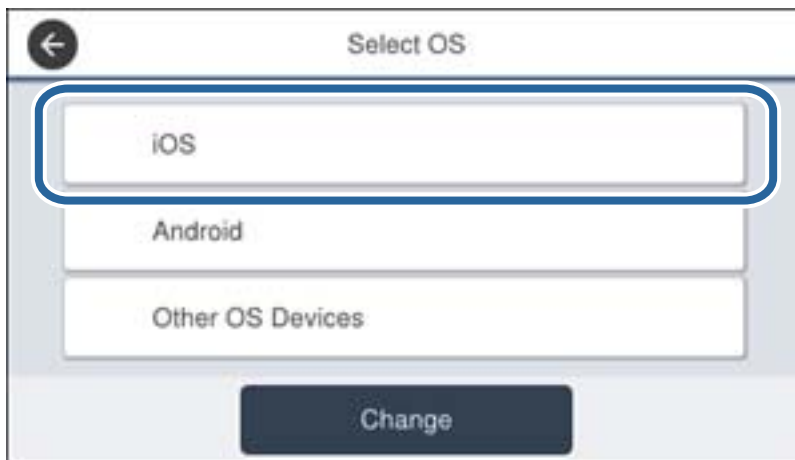 Select OS
iOS
Android
Other OS Devices
Change